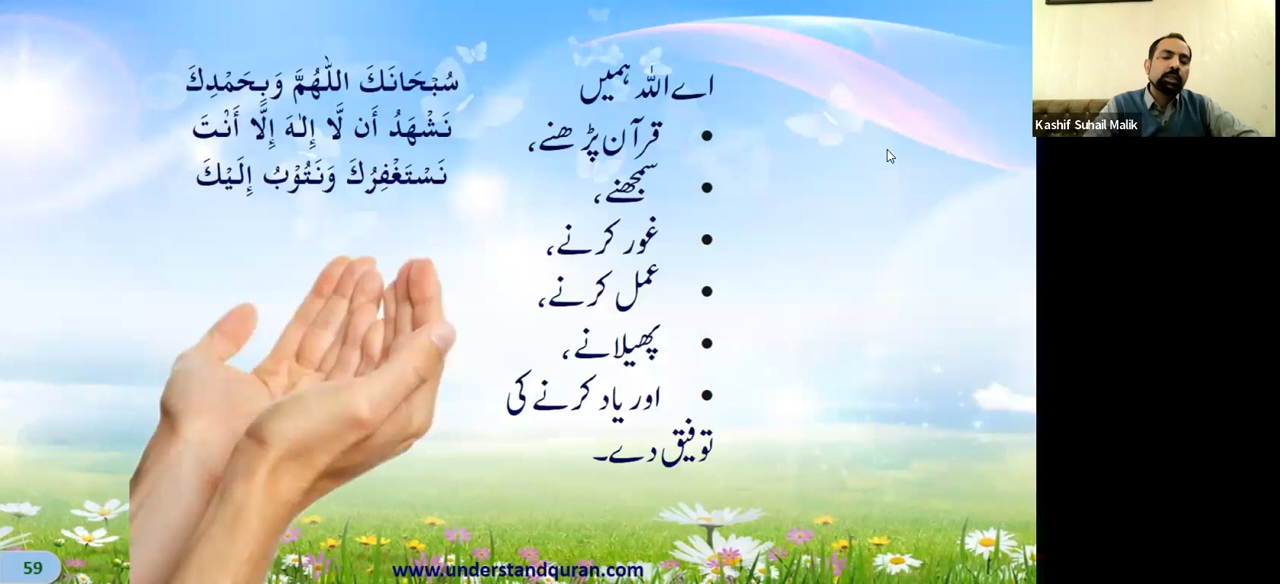 اے اللہ ہمیں
• قرآن پڑھنے،
• سمجھنے،
• غور کرنے،
• عمل کرنے،
• پھیلانے،
• اور یاد کرنے کی
توفیق دے۔
سُبْحَانَكَ اللّٰهُمَّ وَبِحَمْدِكَ
نَشْهَدُ أَن لَّا إِلٰهَ إِلَّا أَنْتَ
نَسْتَغْفِرُكَ وَنَتُوْبُ إِلَيْكَ
Kashif Suhail Malik
59
www.understandquran.com